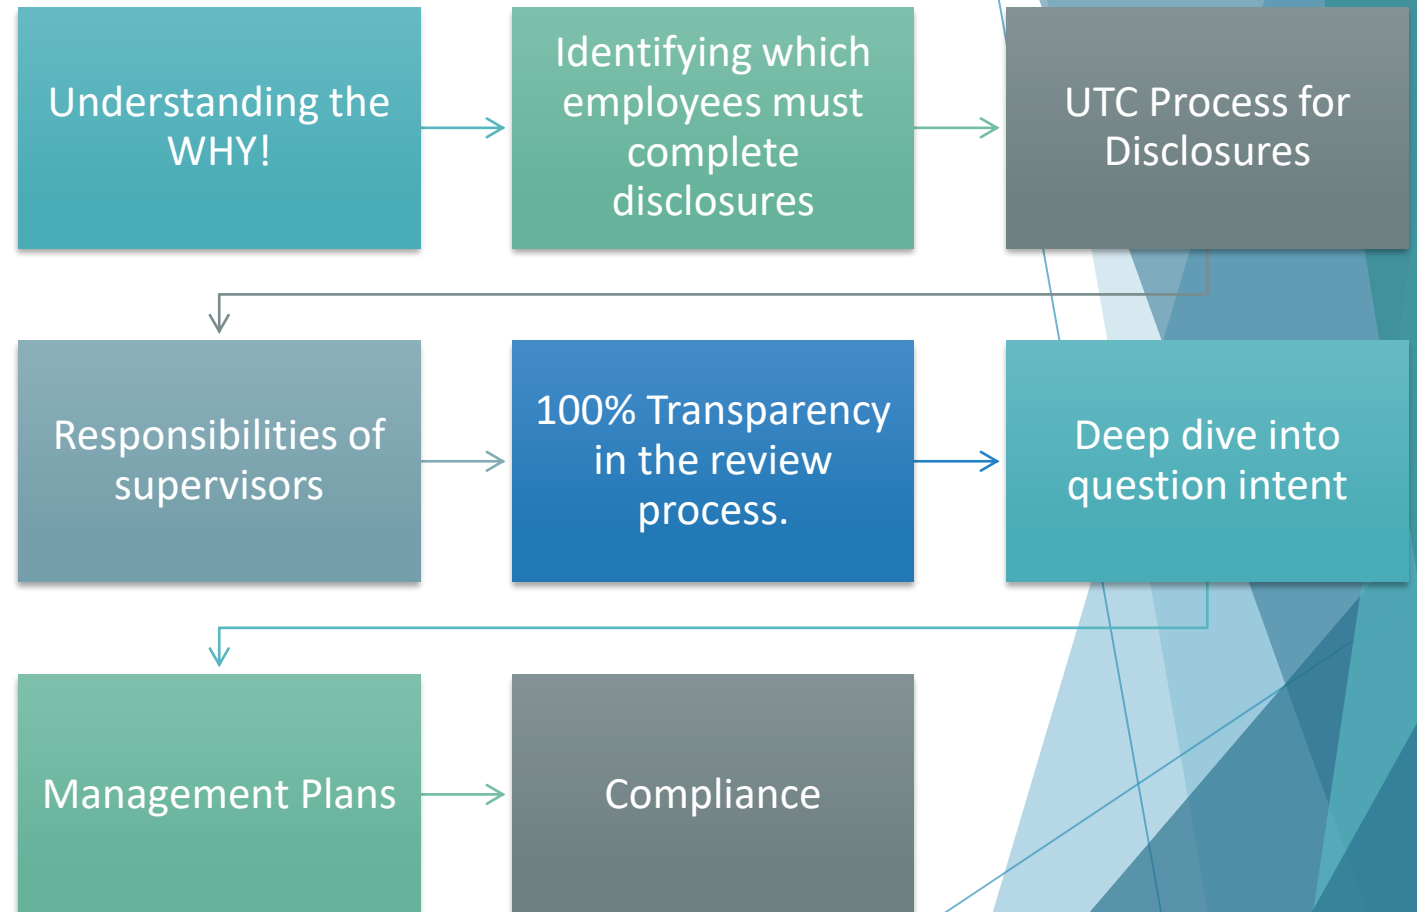 Understanding the
WHY!
Identifying which
employees must
complete
disclosures
UTC Process for
Disclosures
Responsibilities of
supervisors
100% Transparency
in the review
process.
Deep dive into
question intent
Management Plans
Compliance